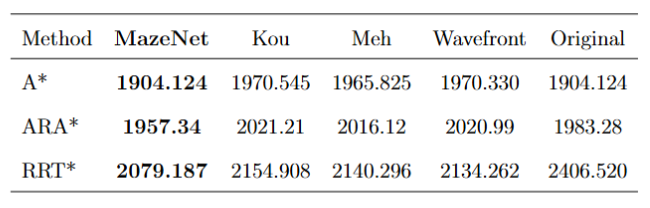 Method MazeNet Kou Meh Wavefront Original
A* 1904.124 1970.545 1965.825 1970.330 1904.124
ARA* 1957.34 2021.21 2016.12 2020.99 1983.28
RRT* 2079.187 2154.908 2140.296 2134.262 2406.520